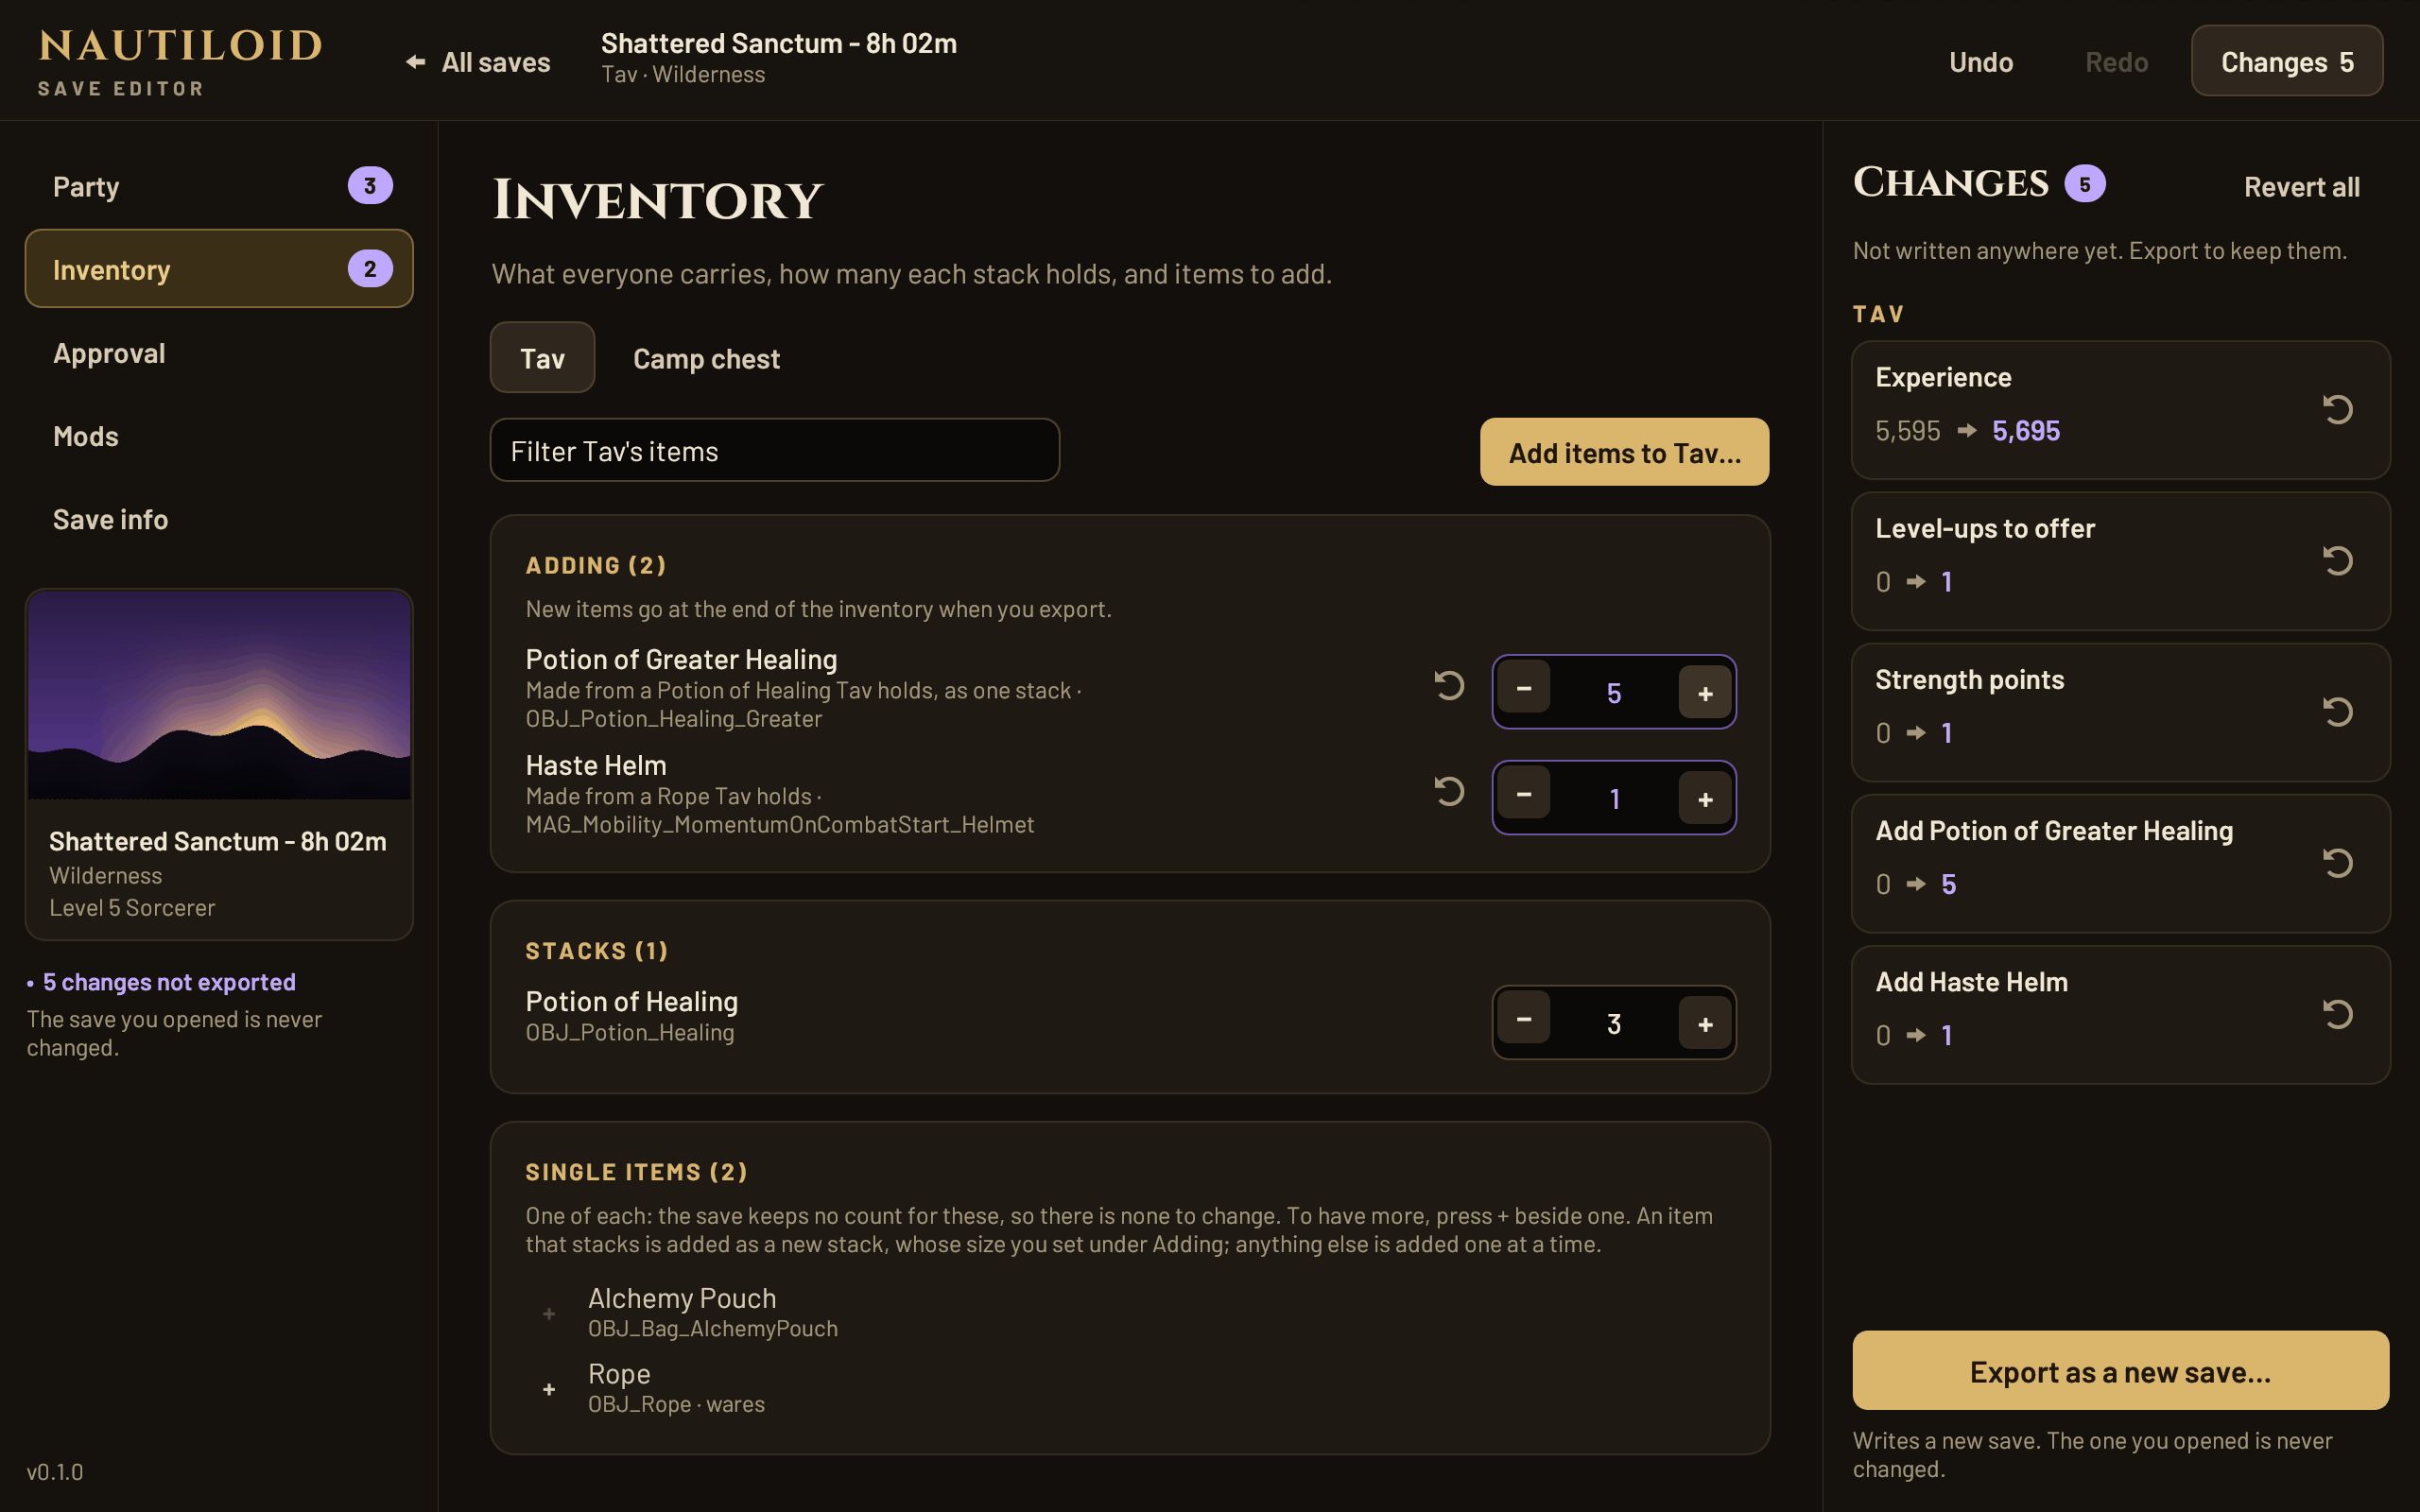 NAUTILOID
SAVE EDITOR
All saves
Shattered Sanctum - 8h 02m
Tav · Wilderness
Undo
Redo
Changes 5
Party 3
Inventory 2
Approval
Mods
Save info
Shattered Sanctum - 8h 02m
Wilderness
Level 5 Sorcerer
• 5 changes not exported
The save you opened is never
changed.
v0.1.0
INVENTORY
What everyone carries, how many each stack holds, and items to add.
Tav
Camp chest
Filter Tav's items
Add items to Tav...
ADDING (2)
New items go at the end of the inventory when you export.
Potion of Greater Healing
Made from a Potion of Healing Tav holds, as one stack ·
OBJ_Potion_Healing_Greater
− 5 +
Haste Helm
Made from a Rope Tav holds ·
MAG_Mobility_MomentumOnCombatStart_Helmet
− 1 +
STACKS (1)
Potion of Healing
OBJ_Potion_Healing
− 3 +
SINGLE ITEMS (2)
One of each: the save keeps no count for these, so there is none to change. To have more, press + beside one. An item
that stacks is added as a new stack, whose size you set under Adding; anything else is added one at a time.
+ Alchemy Pouch
OBJ_Bag_AlchemyPouch
+ Rope
OBJ_Rope · wares
CHANGES 5
Revert all
Not written anywhere yet. Export to keep them.
TAV
Experience
5,595 → 5,695
Level-ups to offer
0 → 1
Strength points
0 → 1
Add Potion of Greater Healing
0 → 5
Add Haste Helm
0 → 1
Export as a new save...
Writes a new save. The one you opened is never
changed.